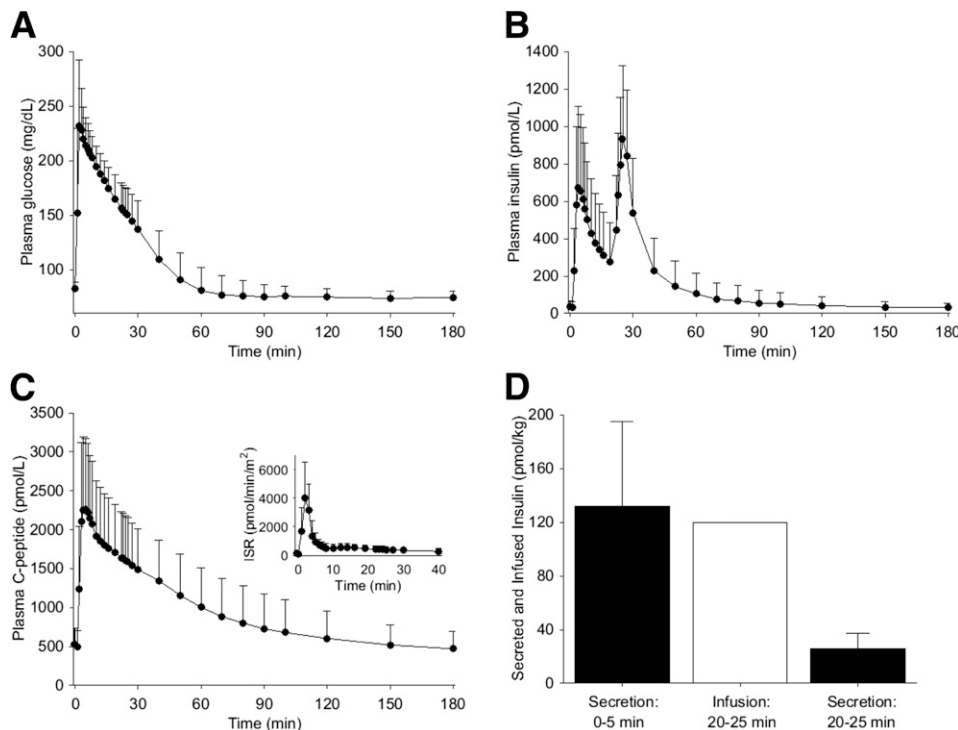 A
300
250
200
150
100
Plasma glucose (mg/dL)
0 30 60 90 120 150 180
Time (min)
B
1400
1200
1000
800
600
400
200
0
Plasma insulin (pmol/L)
0 30 60 90 120 150 180
Time (min)
C
3500
3000
2500
2000
1500
1000
500
0
Plasma C-peptide (pmol/L)
0 30 60 90 120 150 180
Time (min)
ISR (pmol/min/m²)
6000
4000
2000
0
0 10 20 30 40
Time (min)
D
200
160
120
80
40
0
Secreted and Infused Insulin (pmol/kg)
Secretion: Infusion: Secretion:
0-5 min 20-25 min 20-25 min